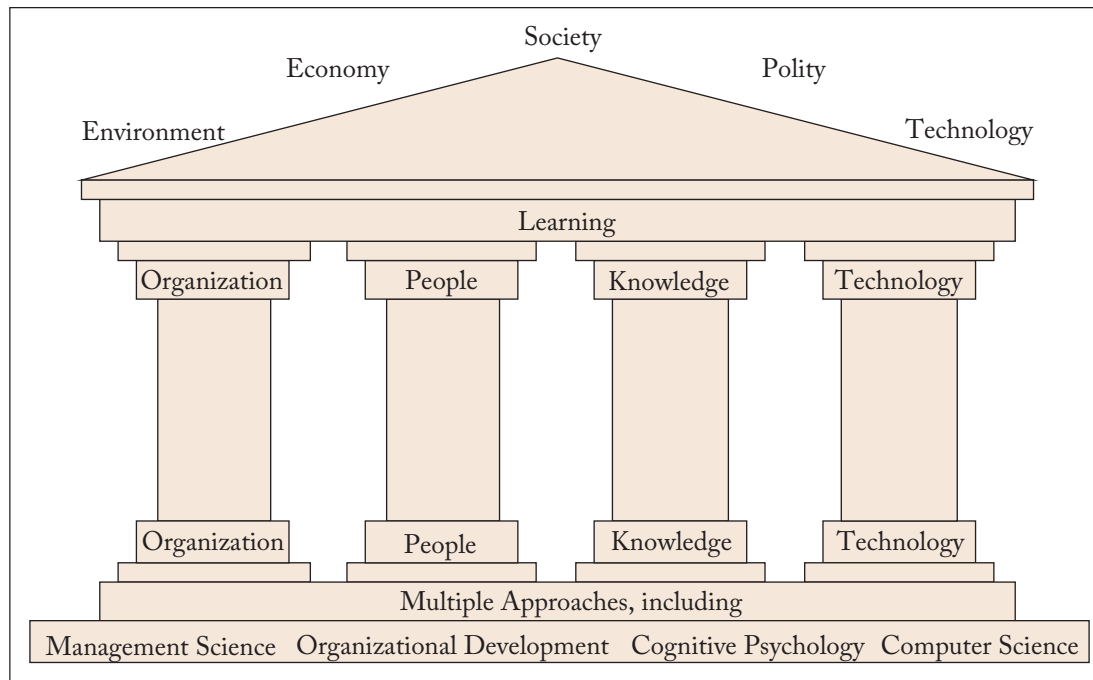 Society
Economy Polity
Environment Technology
Learning
Organization People Knowledge Technology
Organization People Knowledge Technology
Multiple Approaches, including
Management Science Organizational Development Cognitive Psychology Computer Science